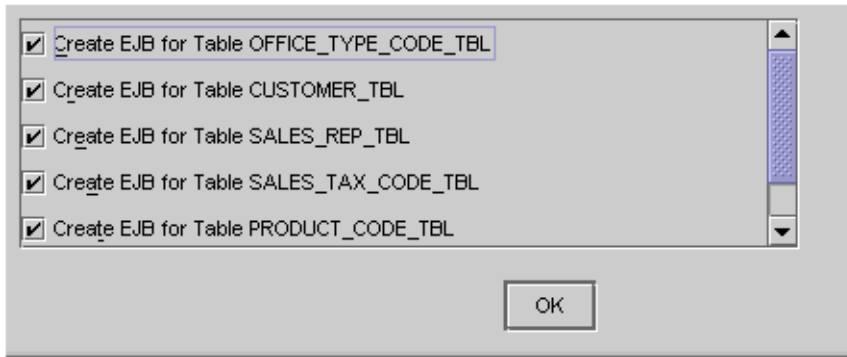 Create EJB for Table OFFICE_TYPE_CODE_TBL
Create EJB for Table CUSTOMER_TBL
Create EJB for Table SALES_REP_TBL
Create EJB for Table SALES_TAX_CODE_TBL
Create EJB for Table PRODUCT_CODE_TBL
OK